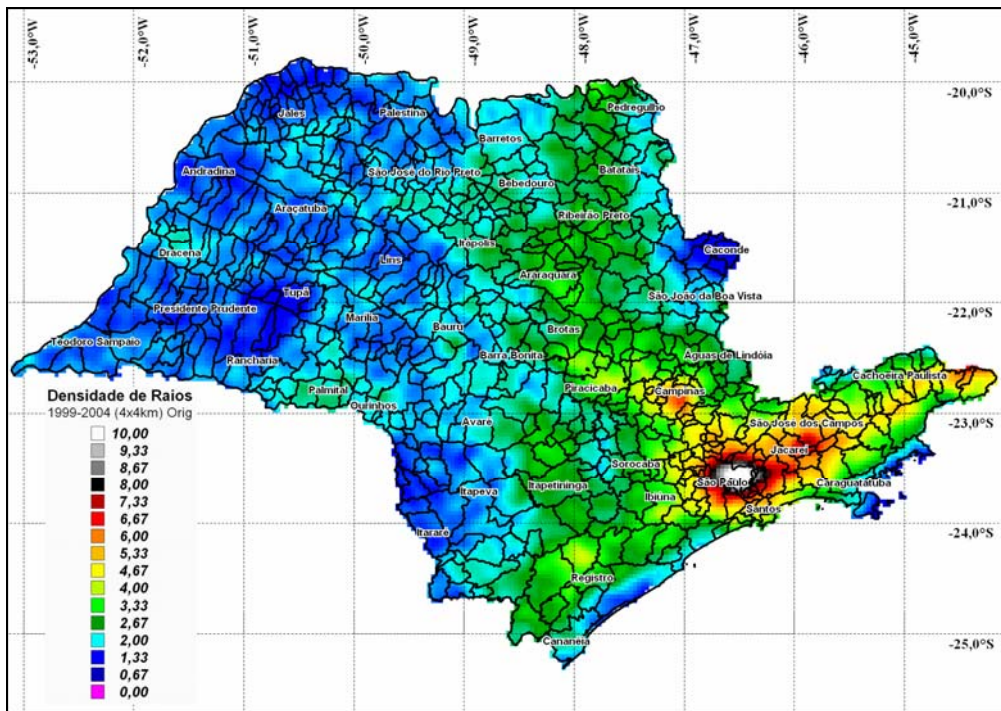 -53,0°W -52,0°W -51,0°W -50,0°W -49,0°W -48,0°W -47,0°W -46,0°W -45,0°W
-20,0°S
Pedregulho
Jales Palestina
Barretos
Andradina São José do Rio Preto Batatais
Bebedouro
-21,0°S
Araçatuba Ribeirão Preto
Itápolis
Dracena Lins Caconde
Araraquara
Tupã São João da Boa Vista
-22,0°S
Presidente Prudente Marília
Bauru Brotas
Teodoro Sampaio
Rancharia Barra Bonita Aguas de Lindóia
Cachoeira Paulista
Palmital Piracicaba Campinas
Ourinhos
Densidade de Raios
1999-2004 (4x4km) Orig
-23,0°S
Avaré São José dos Campos
Jacareí
Sorocaba
Itapeva Itapetininga São Paulo Caraguatatuba
Ibiúna
Santos
Itararé
-24,0°S
Registro
Cananeia
-25,0°S
10,00
9,33
8,67
8,00
7,33
6,67
6,00
5,33
4,67
4,00
3,33
2,67
2,00
1,33
0,67
0,00